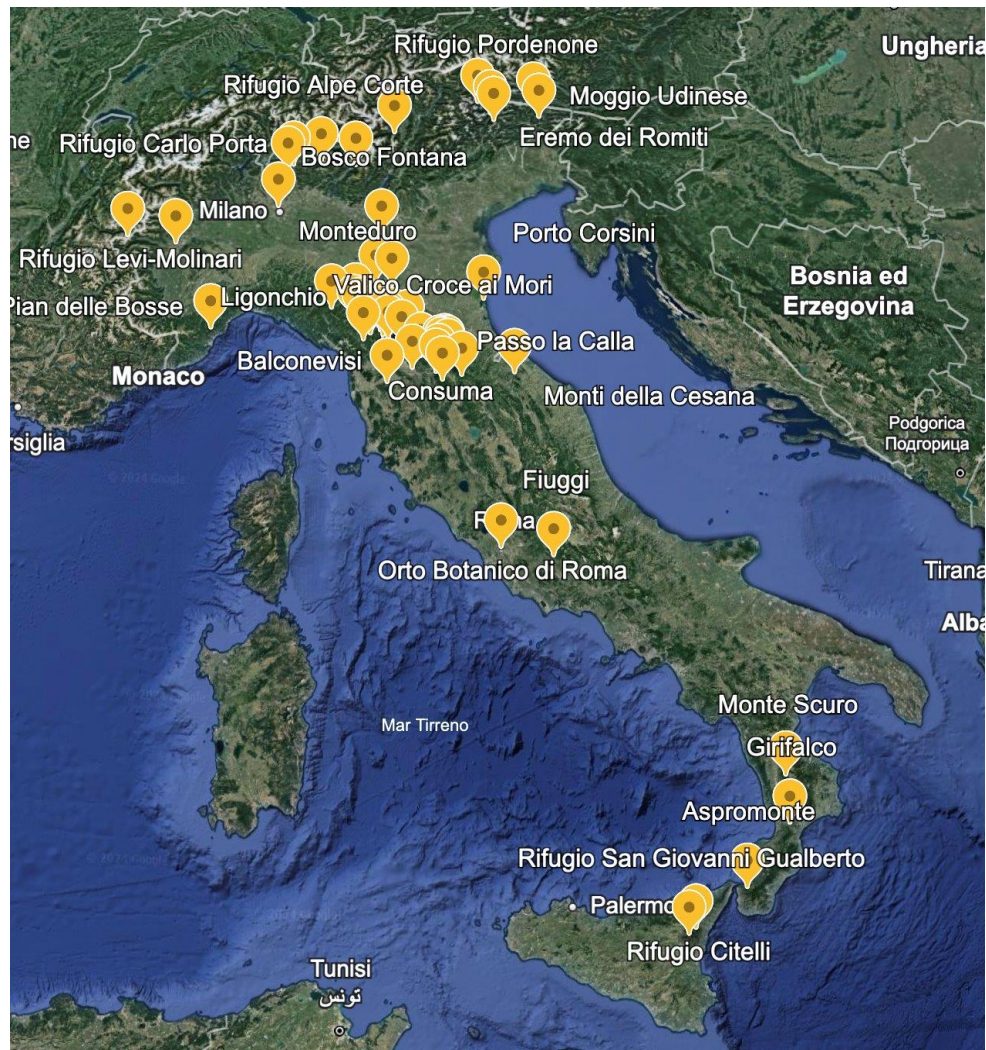 Rifugio Pordenone
Ungheria
Rifugio Alpe Corte
Moggio Udinese
ne
Rifugio Carlo Porta
Eremo dei Romiti
Bosco Fontana
Milano
Monteduro
Porto Corsini
Rifugio Levi-Molinari
Bosnia ed
Erzegovina
Pian delle Bosse
Ligonchio
Valico Croce ai Mori
Passo la Calla
Balconevisi
Monaco
Consuma
Monti della Cesana
rsiglia
Podgorica
Подгорица
© 2024 Google
Fiuggi
Orto Botanico di Roma
Tirana
Alba
Monte Scuro
Mar Tirreno
Girifalco
Aspromonte
Rifugio San Giovanni Gualberto
Palermo
Rifugio Citelli
Tunisi
تونس